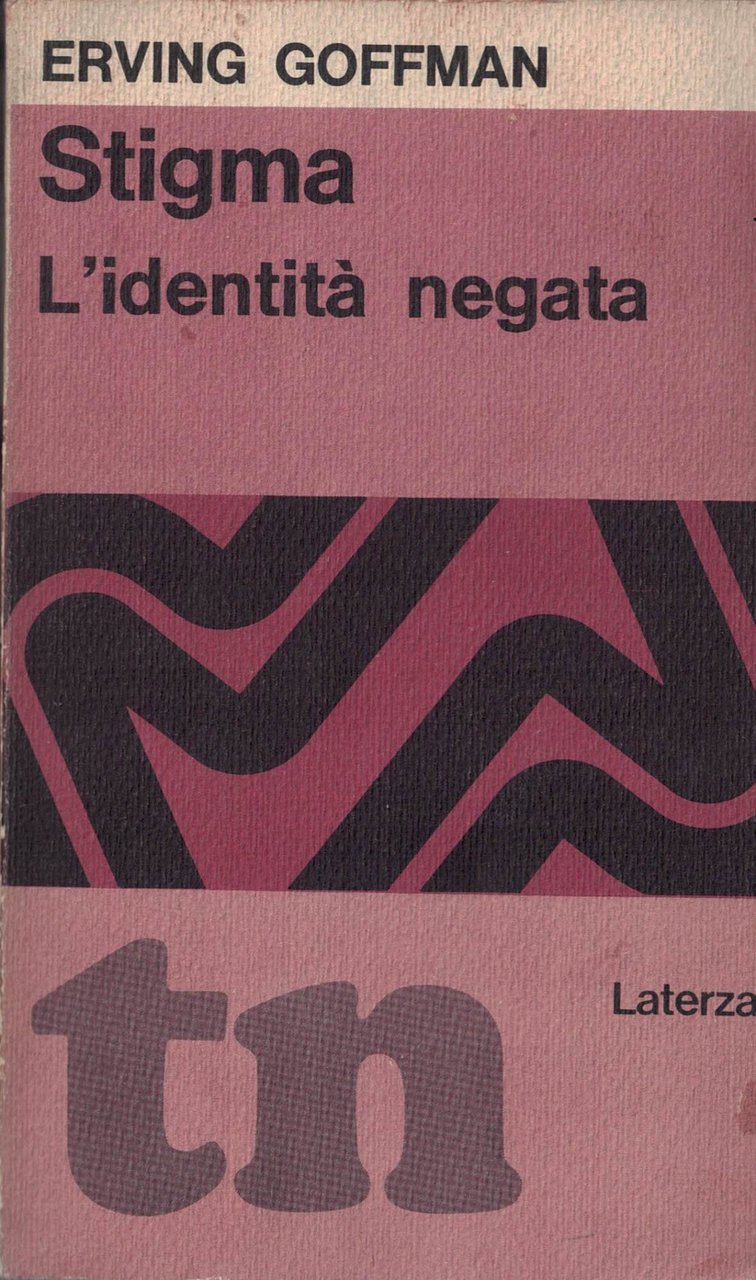 ERVING GOFFMAN
Stigma
L'identità negata
tn
Laterza